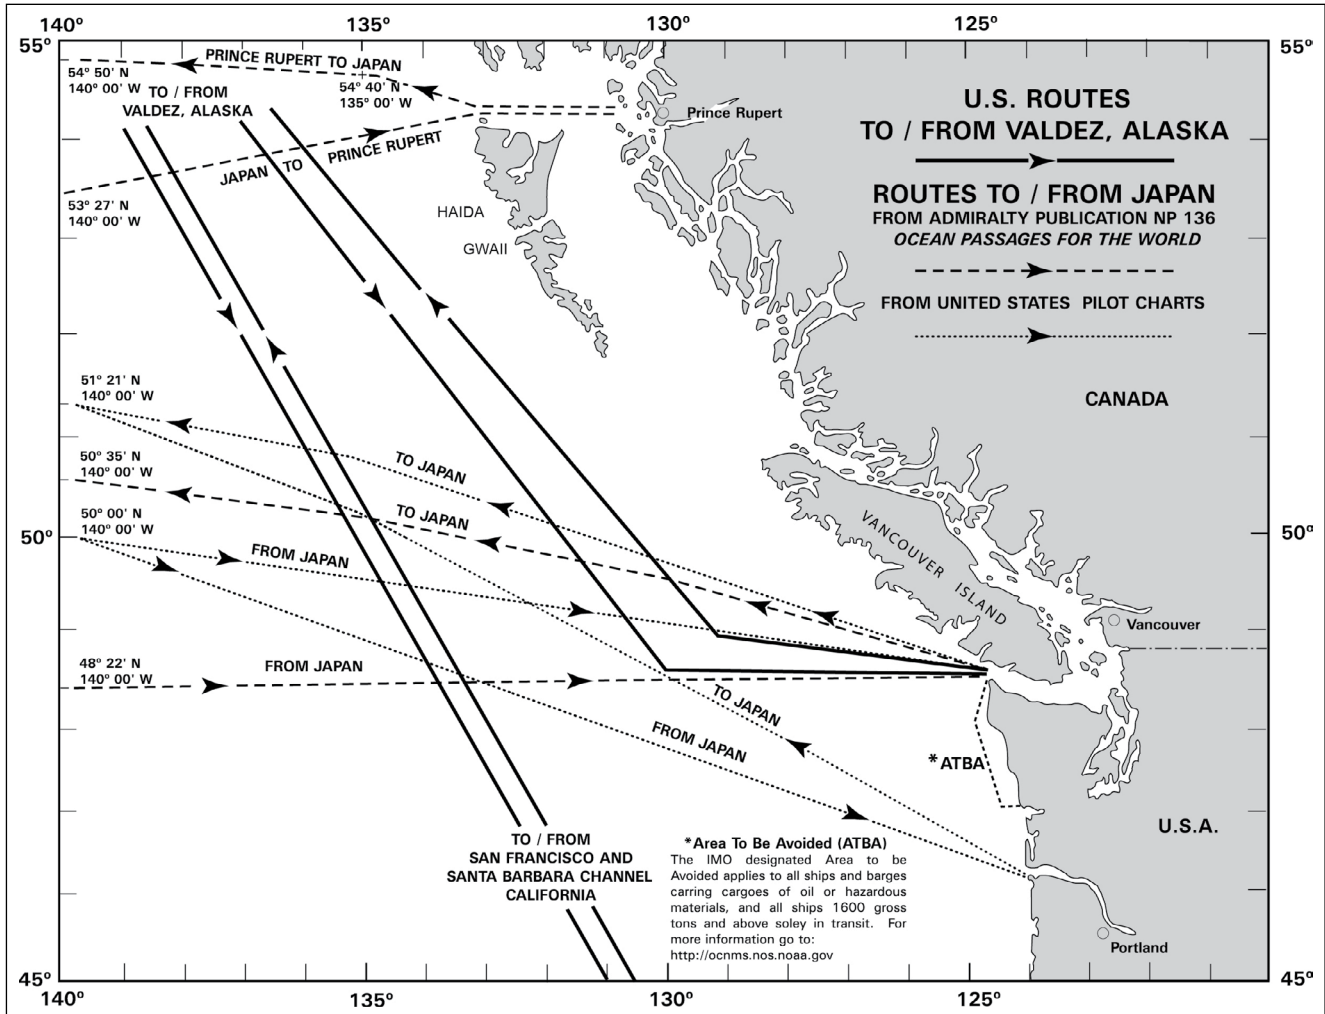 140º 135º 130º 125º
55º
55º
PRINCE RUPERT TO JAPAN
54º 50' N
140º 00' W
54º 40' N
135º 00' W
TO / FROM
VALDEZ, ALASKA
Prince Rupert
U.S. ROUTES
TO / FROM VALDEZ, ALASKA
JAPAN TO PRINCE RUPERT
ROUTES TO / FROM JAPAN
FROM ADMIRALTY PUBLICATION NP 136
OCEAN PASSAGES FOR THE WORLD
53º 27' N
140º 00' W
HAIDA
GWAII
FROM UNITED STATES PILOT CHARTS
51º 21' N
140º 00' W
CANADA
50º 35' N
140º 00' W
TO JAPAN
TO JAPAN
50º 00' N
140º 00' W
VANCOUVER ISLAND
50º
50º
FROM JAPAN
Vancouver
48º 22' N
140º 00' W
FROM JAPAN
TO JAPAN
FROM JAPAN
*ATBA
U.S.A.
TO / FROM
SAN FRANCISCO AND
SANTA BARBARA CHANNEL
CALIFORNIA
*Area To Be Avoided (ATBA)
The IMO designated Area to be
Avoided applies to all ships and barges
carring cargoes of oil or hazardous
materials, and all ships 1600 gross
tons and above soley in transit. For
more information go to:
http://ocnms.nos.noaa.gov
Portland
45º
45º
140º 135º 130º 125º